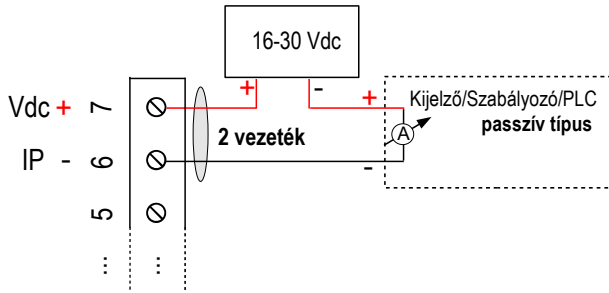 16-30 Vdc
+ -
Vdc + 7
+
Kijelző/Szabályozó/PLC
passzív típus
A
2 vezeték
IP - 6
-
5
... ...